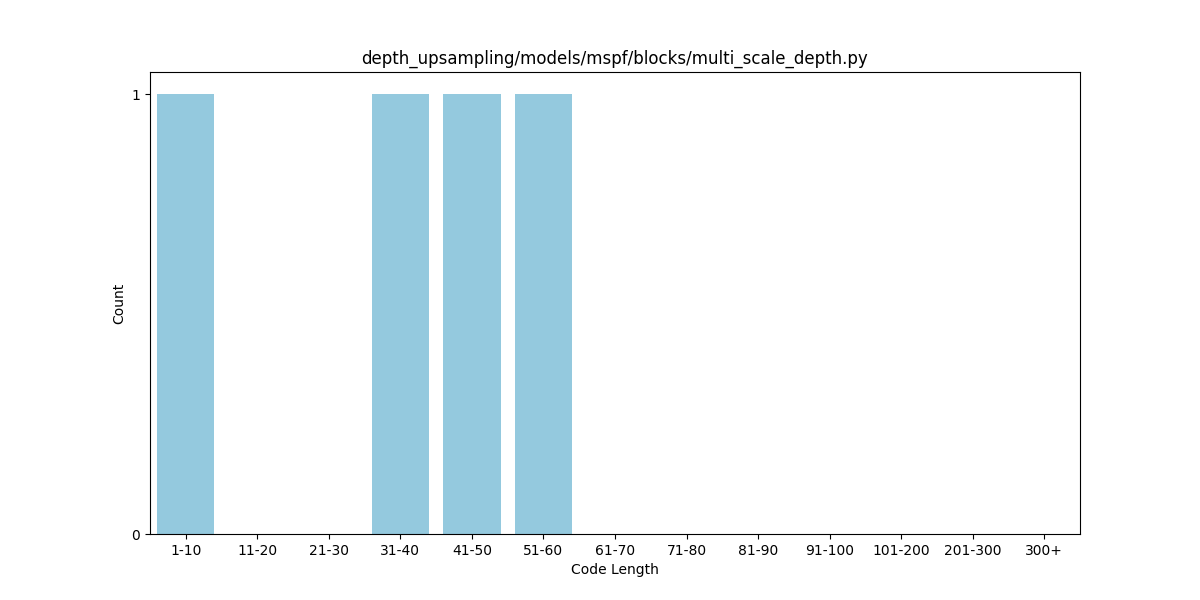 depth_upsampling/models/mspf/blocks/multi_scale_depth.py
1
Count
0
1-10 11-20 21-30 31-40 41-50 51-60 61-70 71-80 81-90 91-100 101-200 201-300 300+
Code Length